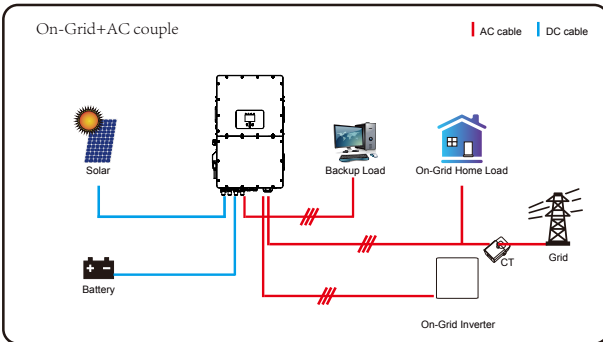 On-Grid+AC couple
AC cable
DC cable
Solar
Backup Load
On-Grid Home Load
Battery
CT
Grid
On-Grid Inverter